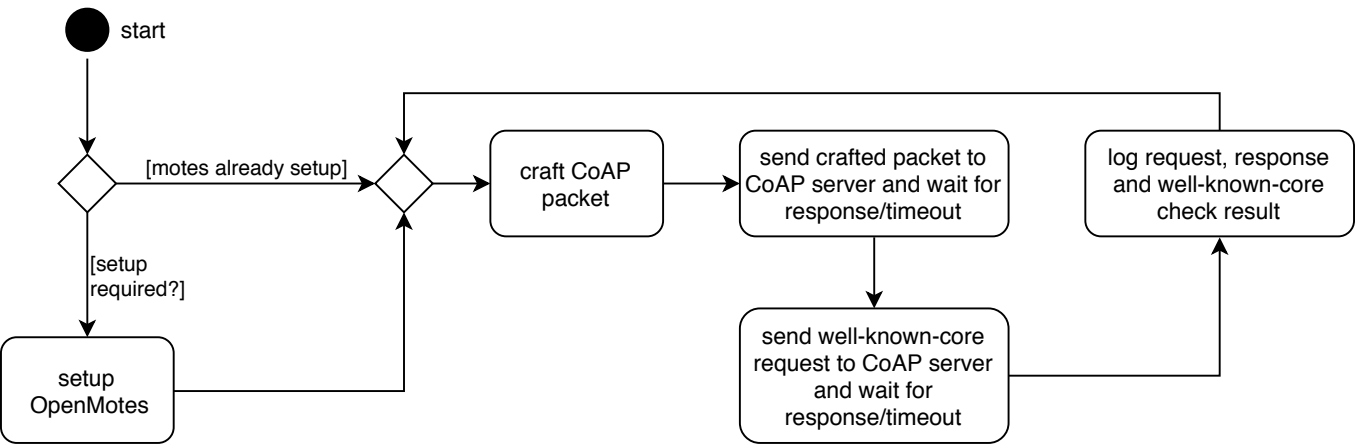 start
[motes already setup]
[setup
required?]
setup
OpenMotes
craft CoAP
packet
send crafted packet to
CoAP server and wait for
response/timeout
send well-known-core
request to CoAP server
and wait for
response/timeout
log request, response
and well-known-core
check result